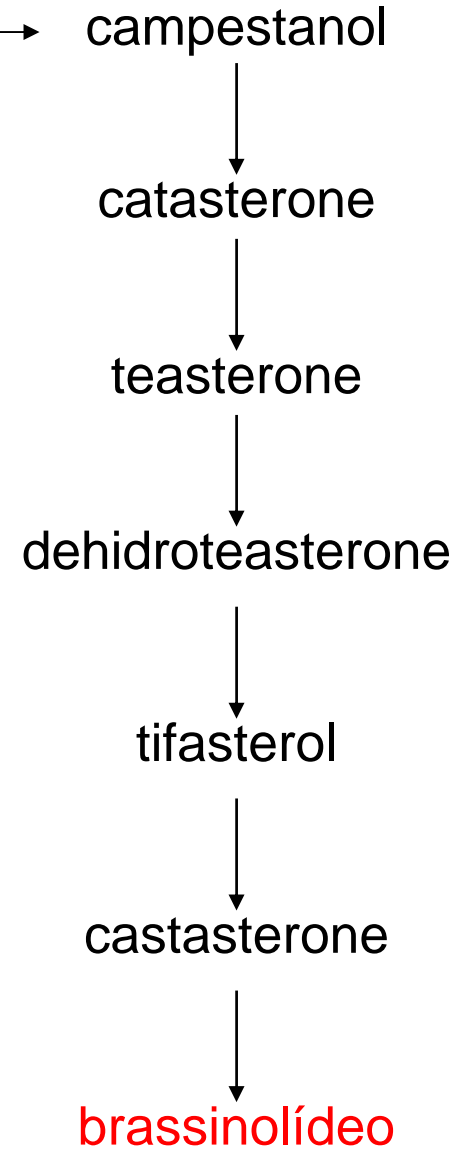 campestanol
catasterone
teasterone
dehidroteasterone
tifasterol
castasterone
brassinolídeo